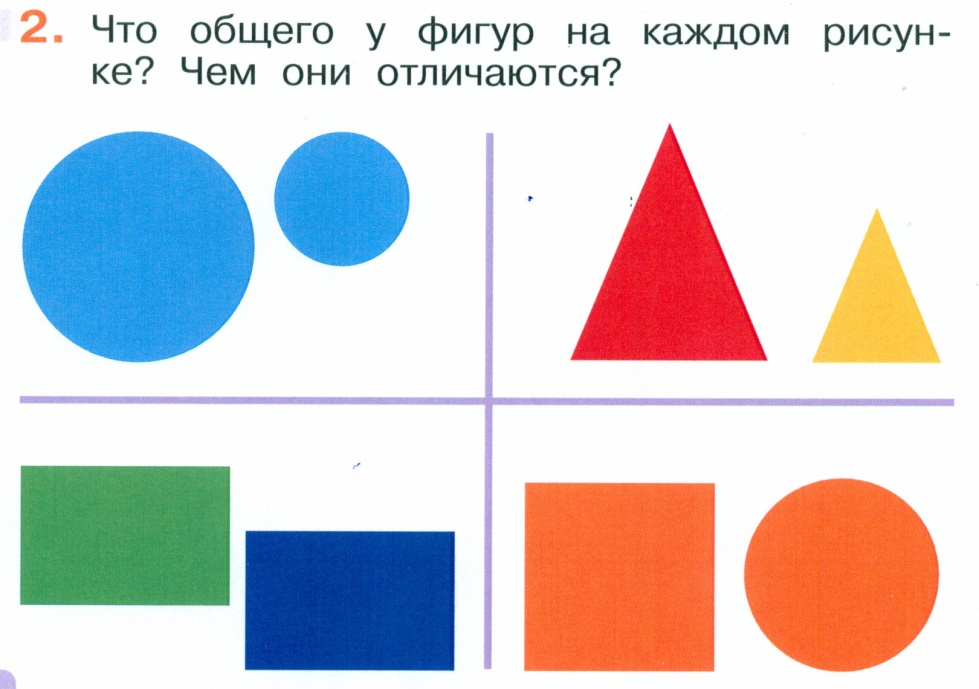 2. Что общего у фигур на каждом рисун-
ке? Чем они отличаются?